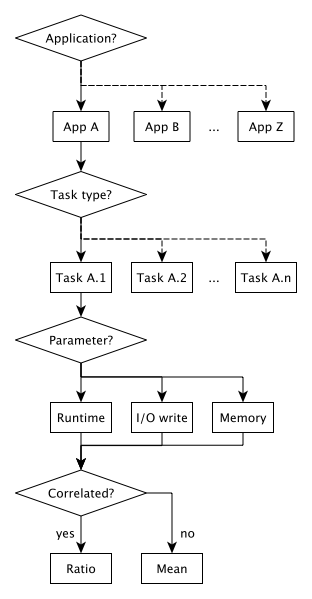 Application?
App A
App B
...
App Z
Task type?
Task A.1
Task A.2
...
Task A.n
Parameter?
Runtime
I/O write
Memory
Correlated?
yes
no
Ratio
Mean